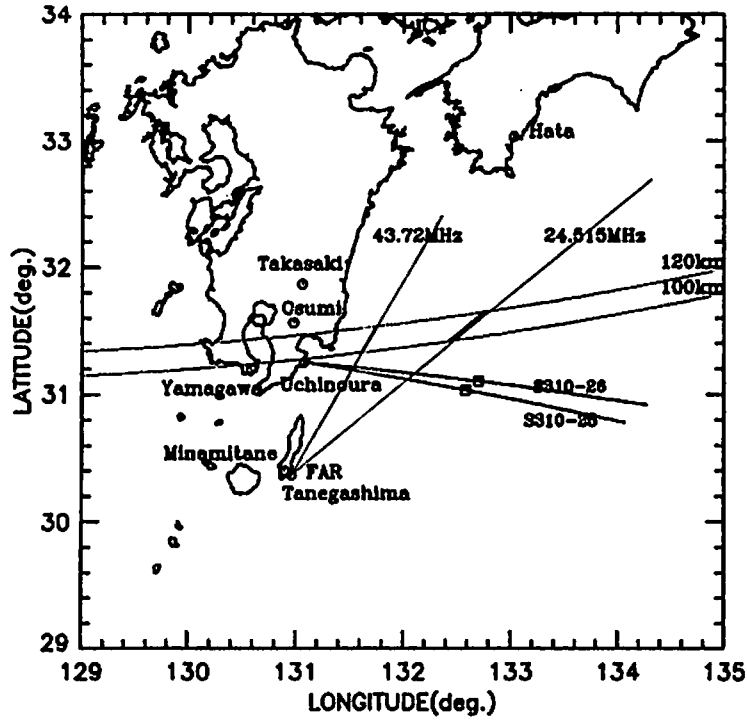 34
33
32
31
30
29
LATITUDE(deg.)
Hata
43.72MHz
24.515MHz
Takasaki
120km
100km
Osumi
Yamagawa
Uchinoura
S310-26
S310-25
Minamitane
FAR
Tanegashima
129
130
131
132
133
134
135
LONGITUDE(deg.)